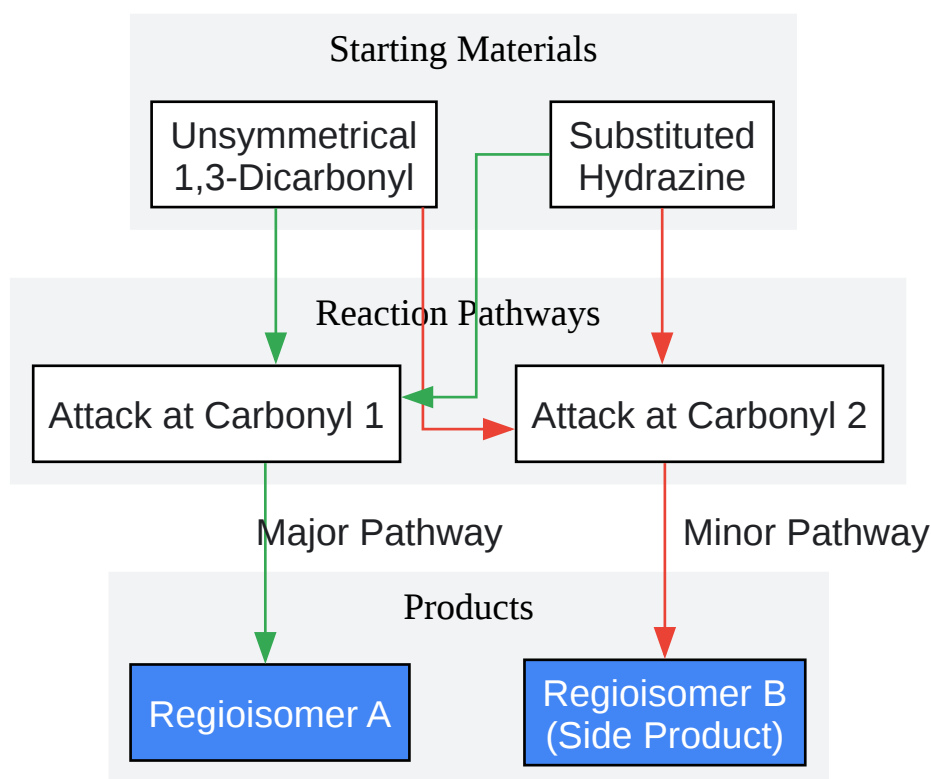 Starting Materials
Unsymmetrical
1,3-Dicarbonyl
Substituted
Hydrazine
Reaction Pathways
Attack at Carbonyl 1
Attack at Carbonyl 2
Major Pathway
Minor Pathway
Products
Regioisomer A
Regioisomer B
(Side Product)